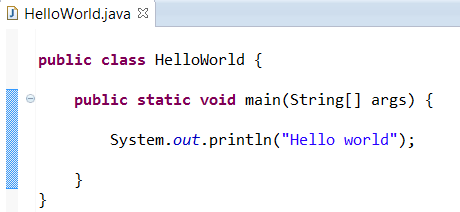 HelloWorld.java
public class HelloWorld {
public static void main(String[] args) {
System.out.println("Hello world");
}
}